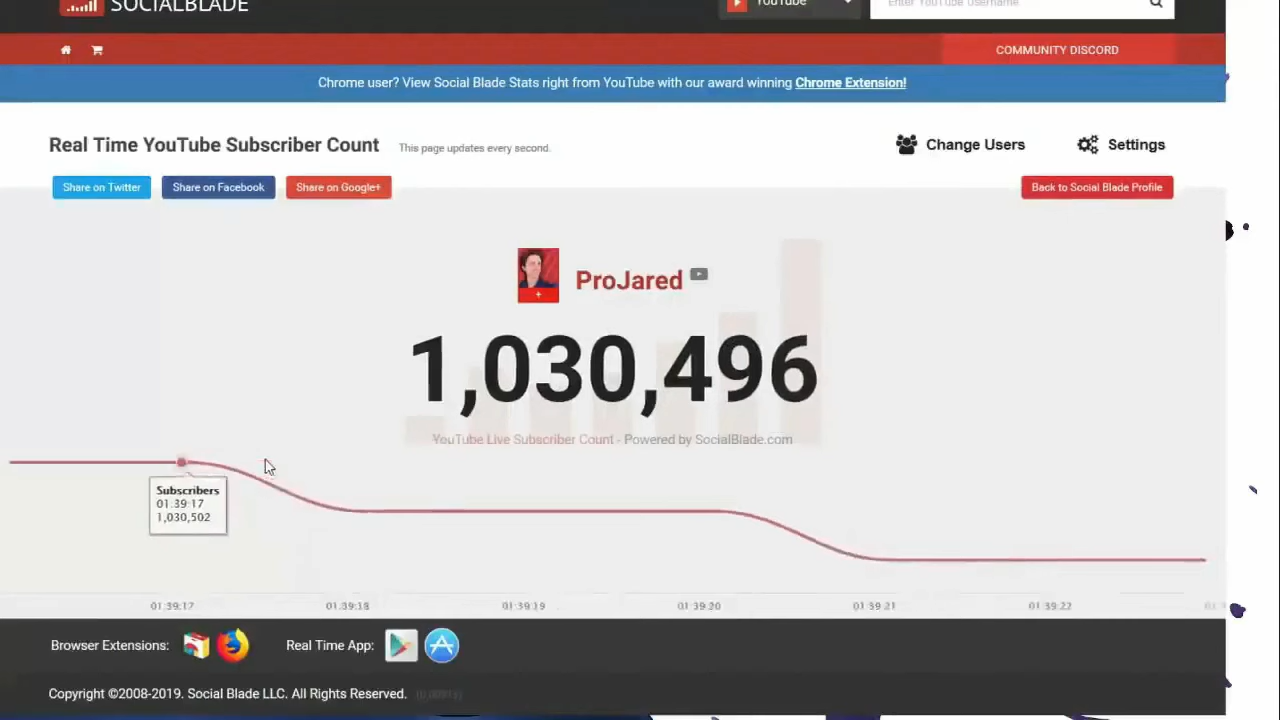 SOCIALBLADE
YouTube
Enter YouTube Username
COMMUNITY DISCORD
Chrome user? View Social Blade Stats right from YouTube with our award winning Chrome Extension!
Real Time YouTube Subscriber Count
This page updates every second.
Change Users
Settings
Share on Twitter
Share on Facebook
Share on Google+
Back to Social Blade Profile
ProJared
1,030,496
YouTube Live Subscriber Count - Powered by SocialBlade.com
Subscribers
01:39:17
1,030,502
01:39:17
01:39:18
01:39:19
01:39:20
01:39:21
01:39:22
Browser Extensions:
Real Time App:
Copyright ©2008-2019. Social Blade LLC. All Rights Reserved.